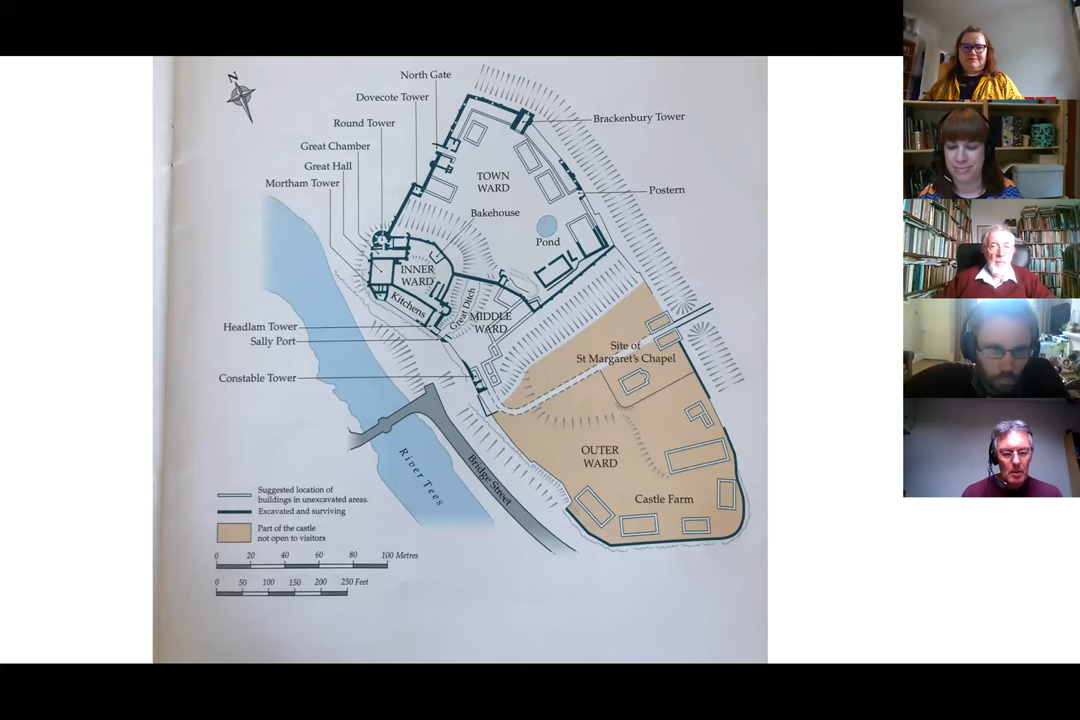 N
North Gate
Dovecote Tower
Round Tower
Great Chamber
Great Hall
Mortham Tower
Brackenbury Tower
Postern
TOWN
WARD
Bakehouse
Pond
INNER
WARD
Kitchens
Great Ditch
MIDDLE
WARD
Headlam Tower
Sally Port
Constable Tower
Site of
St Margaret's Chapel
OUTER
WARD
Castle Farm
River Tees
Bridge Street
Suggested location of
buildings in unexcavated areas.
Excavated and surviving
Part of the castle
not open to visitors
0 20 40 60 80 100 Metres
0 50 100 150 200 250 Feet